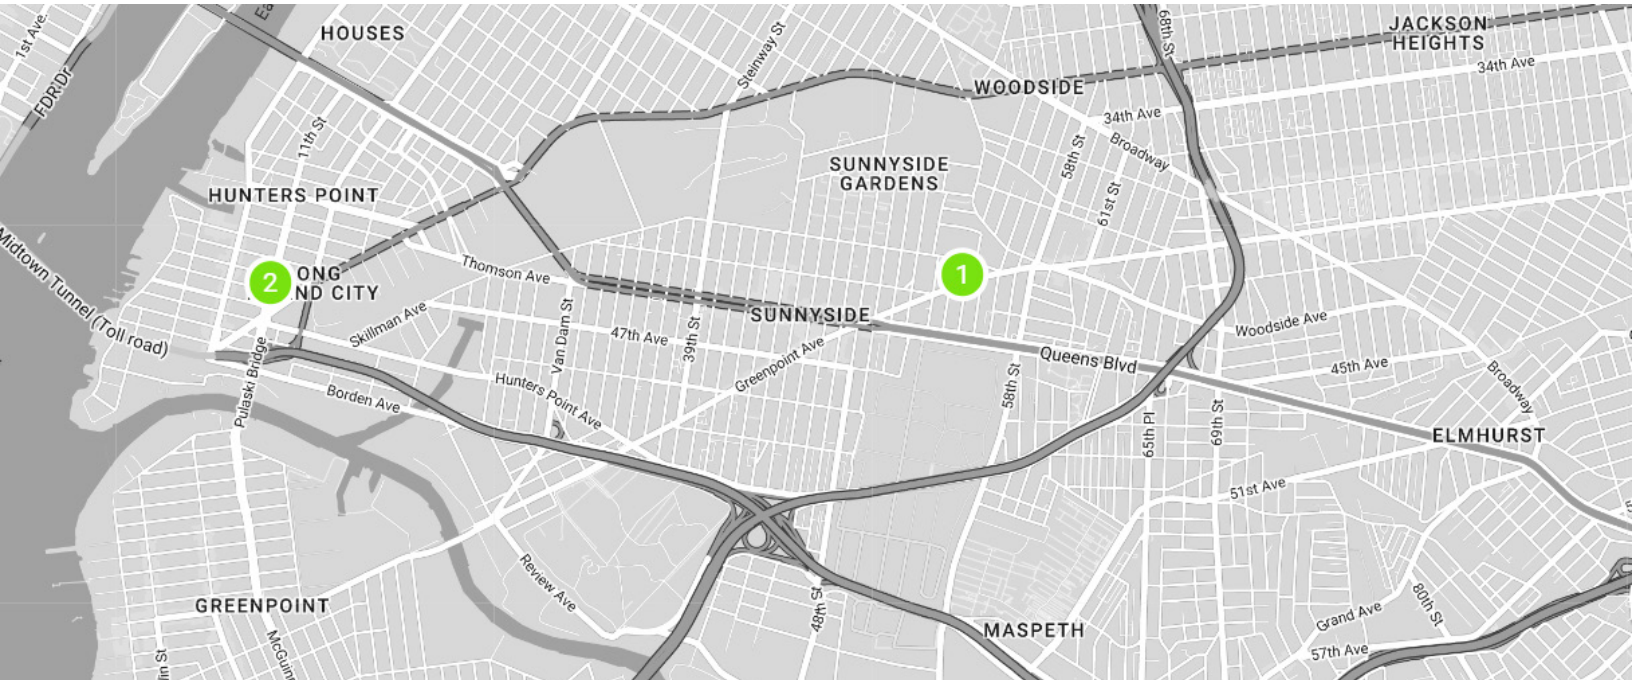 1st Ave.
FDR Dr
Ea
HOUSES
Steinway St
68th St
JACKSON
HEIGHTS
34th Ave
WOODSIDE
34th Ave
Broadway
11th St
58th St
61st St
SUNNYSIDE
GARDENS
HUNTERS POINT
Midtown Tunnel (Toll road)
2
ONG
ND CITY
Thomson Ave
1
Skillman Ave
Van Dam St
SUNNYSIDE
47th Ave
39th St
Greenpoint Ave
Queens Blvd
Woodside Ave
45th Ave
Broadway
Pulaski Bridge
Borden Ave
Hunters Point Ave
58th St
65th Pl
69th St
ELMHURST
51st Ave
Review Ave
48th St
GREENPOINT
McGuin
MASPETH
Grand Ave
80th St
57th Ave